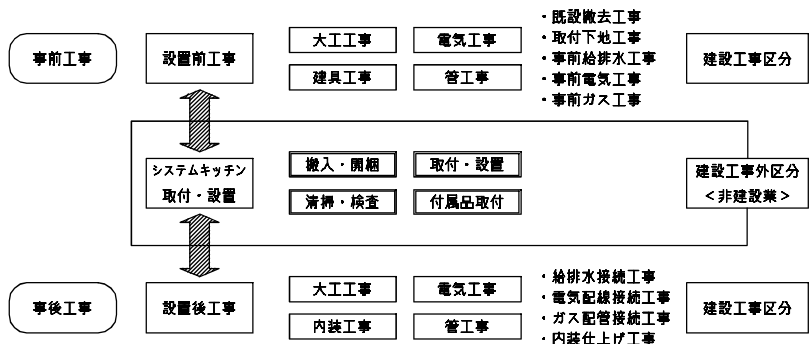 事前工事
設置前工事
大工工事
電気工事
建具工事
管工事
・既設撤去工事
・取付下地工事
・事前給排水工事
・事前電気工事
・事前ガス工事
建設工事区分
システムキッチン
取付・設置
搬入・開梱
取付・設置
清掃・検査
付属品取付
建設工事外区分
＜非建設業＞
事後工事
設置後工事
大工工事
電気工事
内装工事
管工事
・給排水接続工事
・電気配線接続工事
・ガス配管接続工事
・内装仕上げ工事
建設工事区分